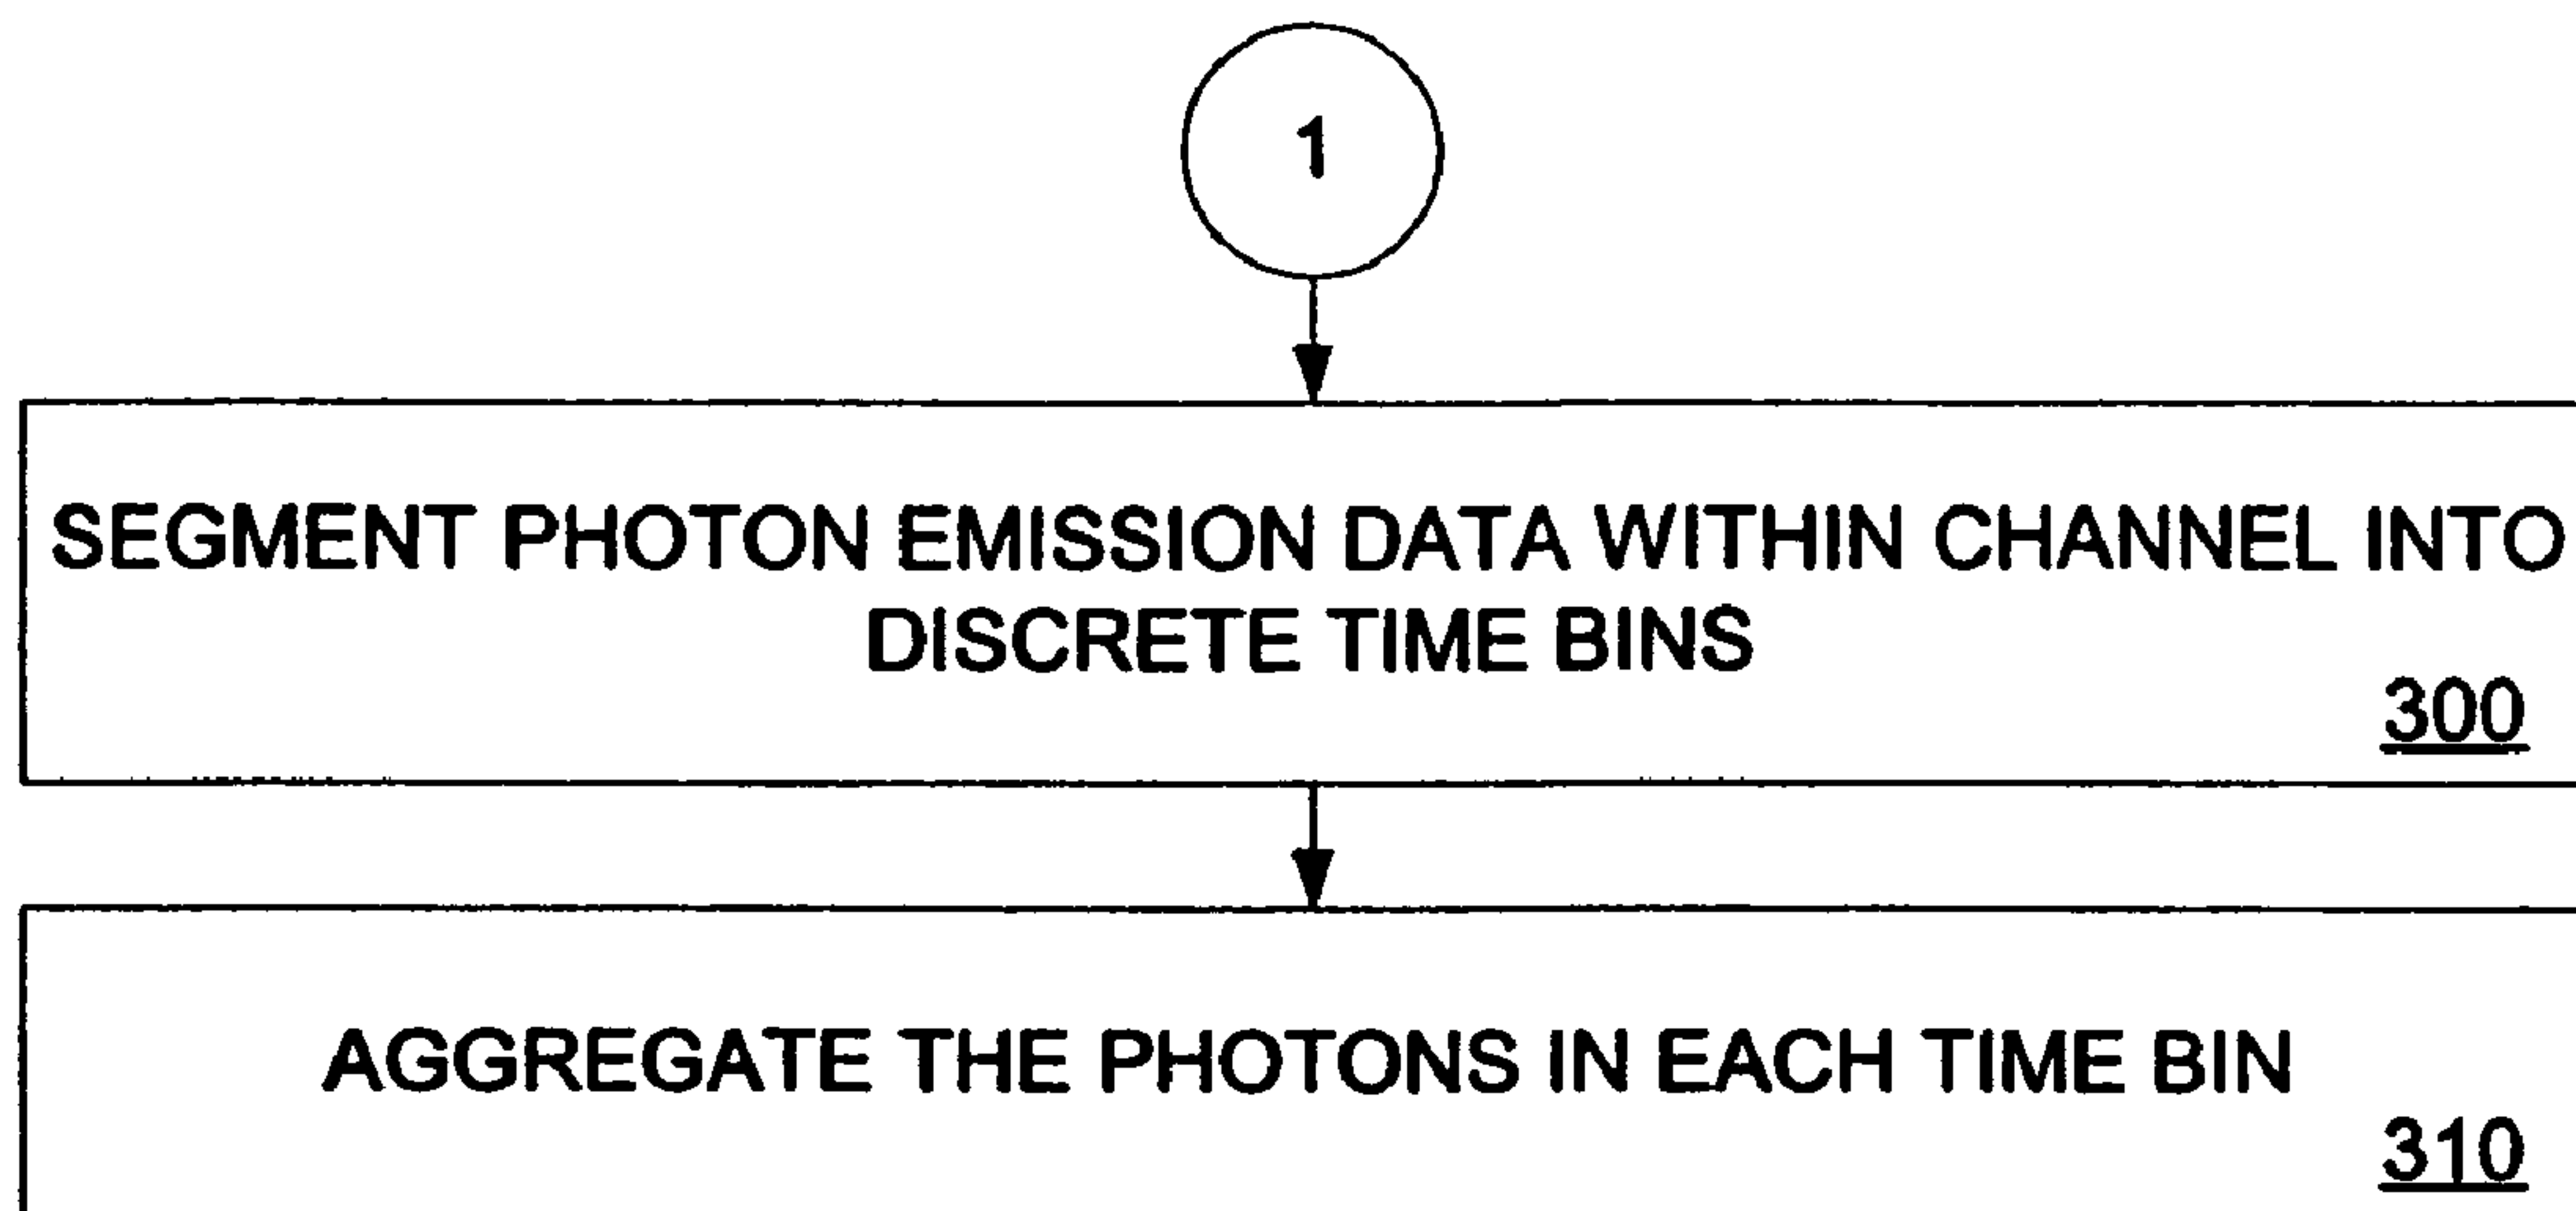 1
SEGMENT PHOTON EMISSION DATA WITHIN CHANNEL INTO
DISCRETE TIME BINS
300
AGGREGATE THE PHOTONS IN EACH TIME BIN
310